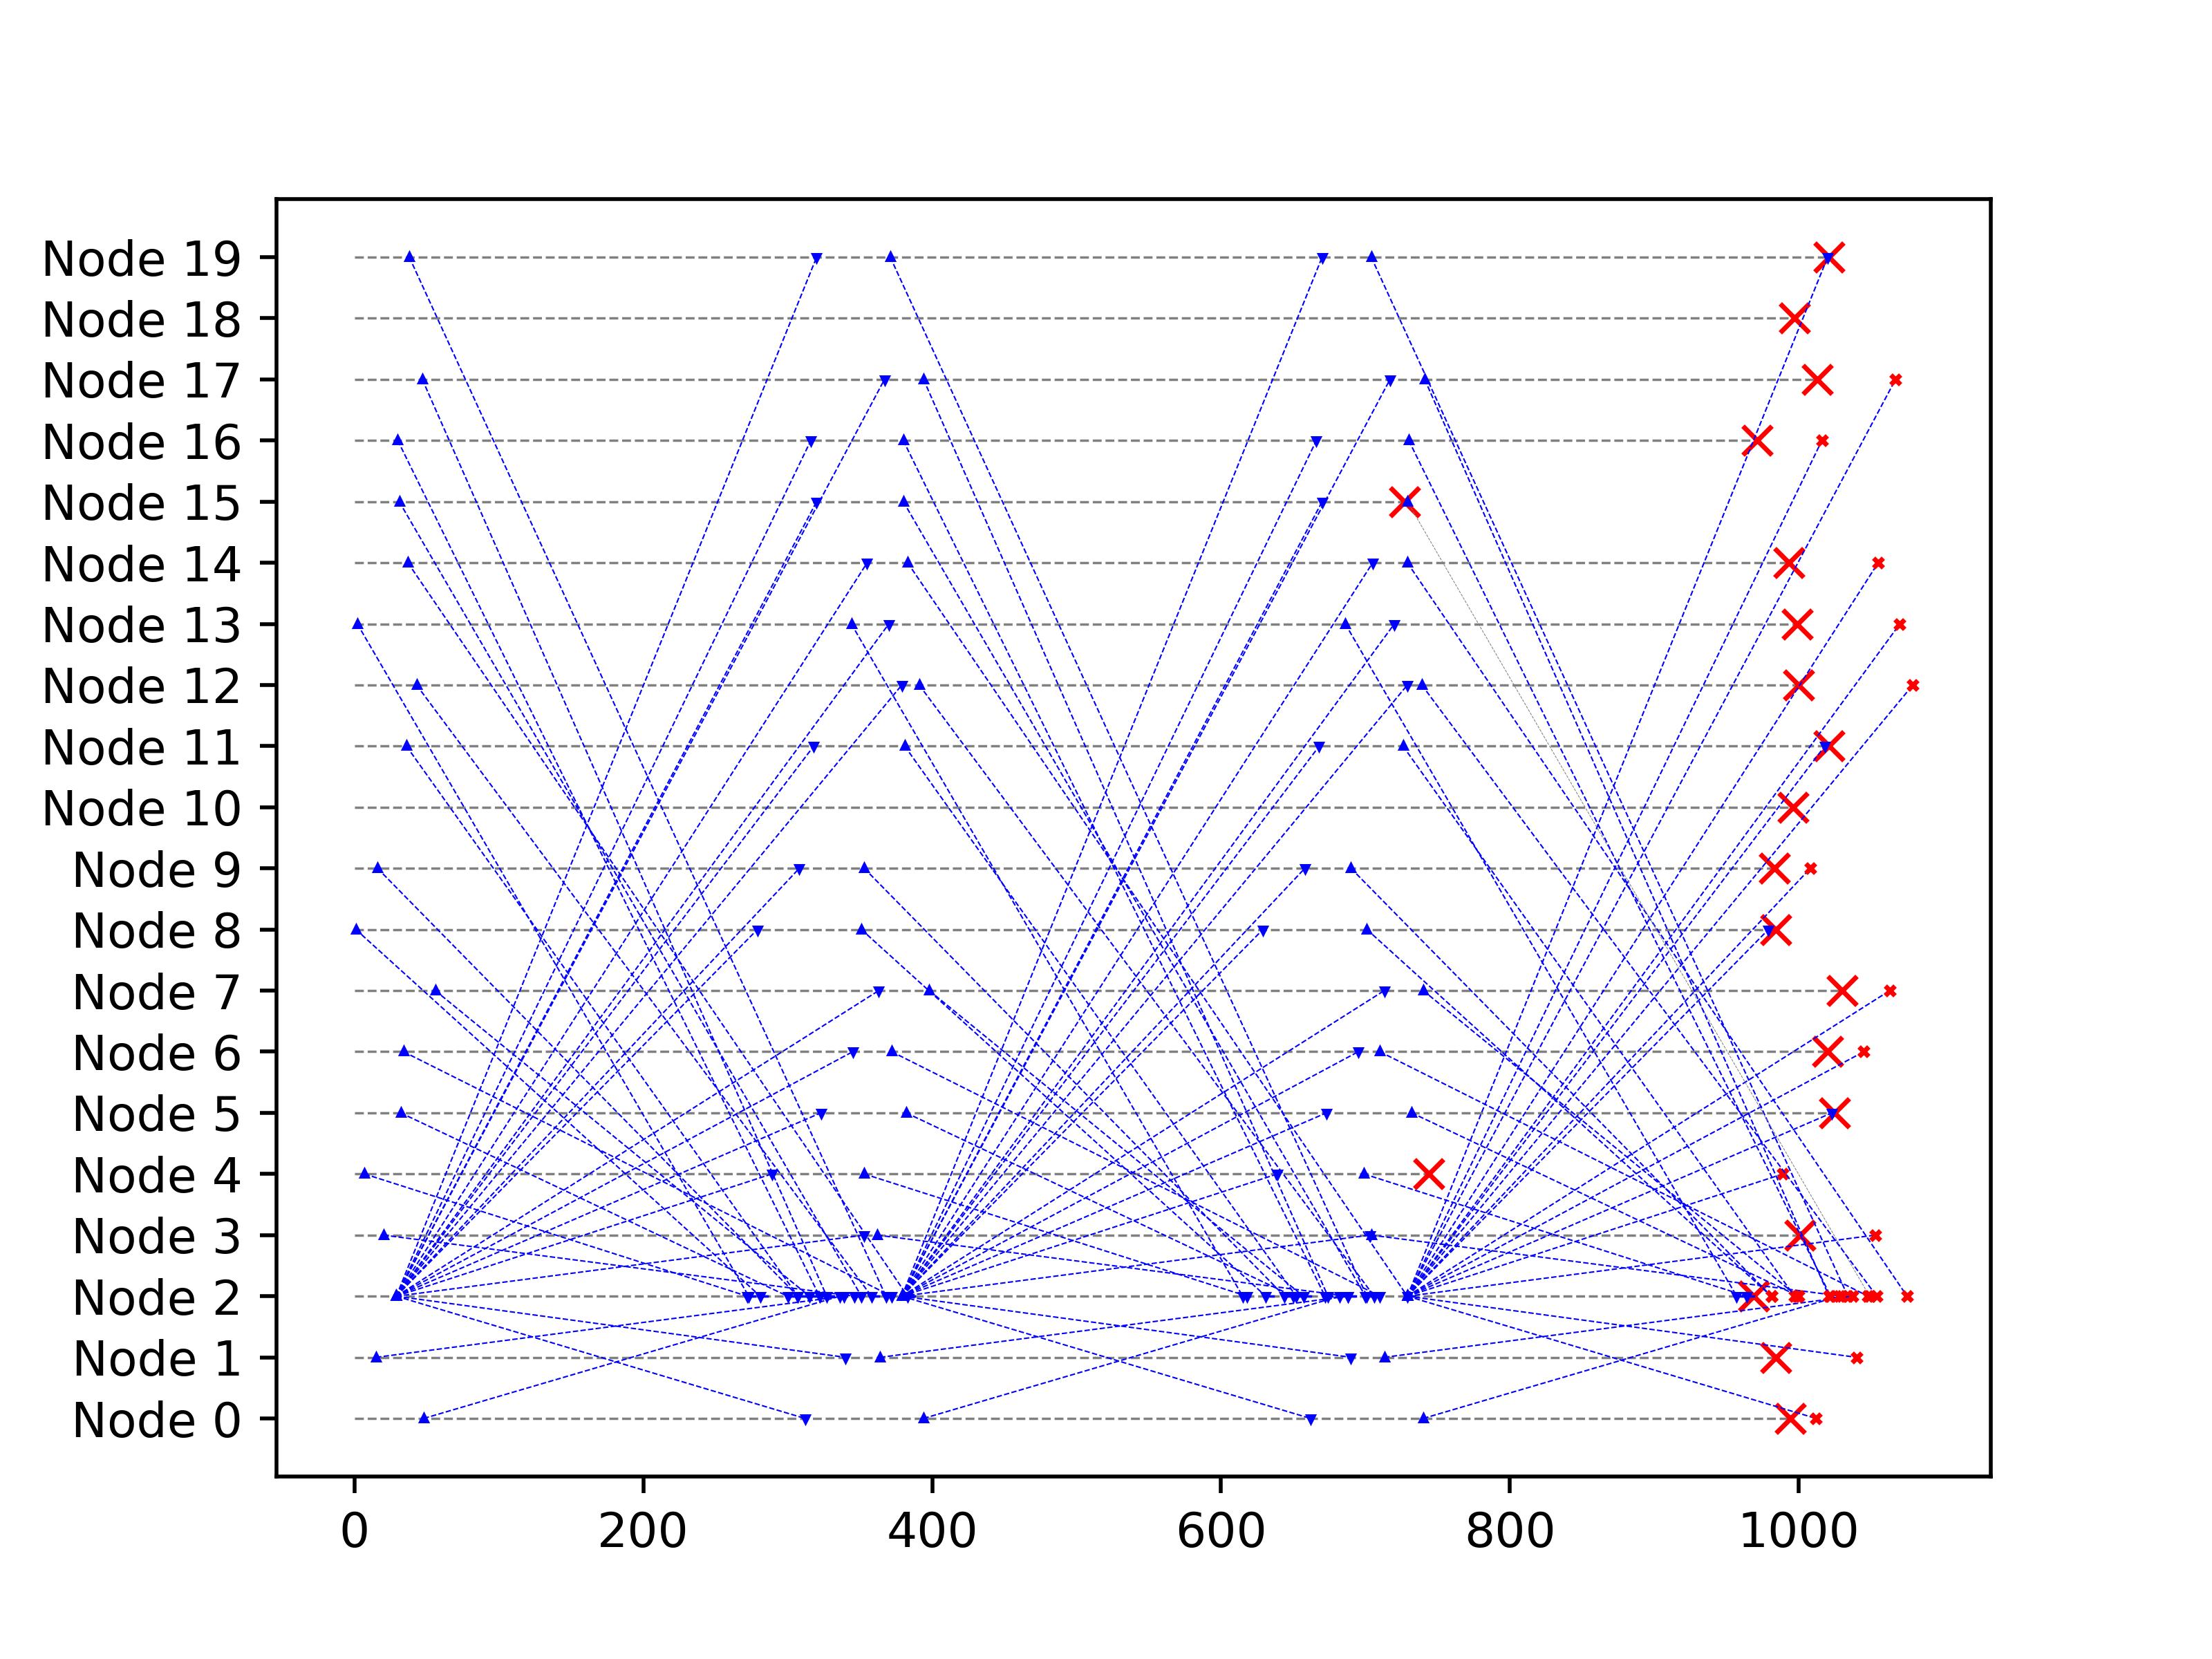 Node 19
Node 18
Node 17
Node 16
Node 15
Node 14
Node 13
Node 12
Node 11
Node 10
Node 9
Node 8
Node 7
Node 6
Node 5
Node 4
Node 3
Node 2
Node 1
Node 0
0 200 400 600 800 1000